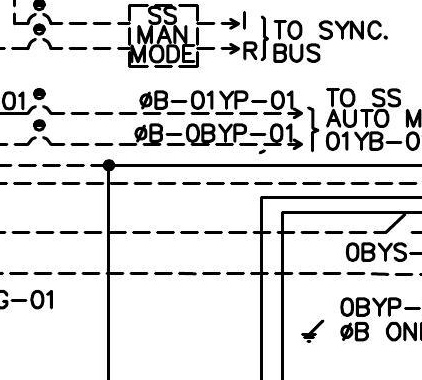 SS
MAN
MODE
I
R
TO SYNC.
BUS
01
øB-01YP-01
øB-0BYP-01
TO SS
AUTO M
01YB-0
0BYS-
G-01
0BYP-
øB ON